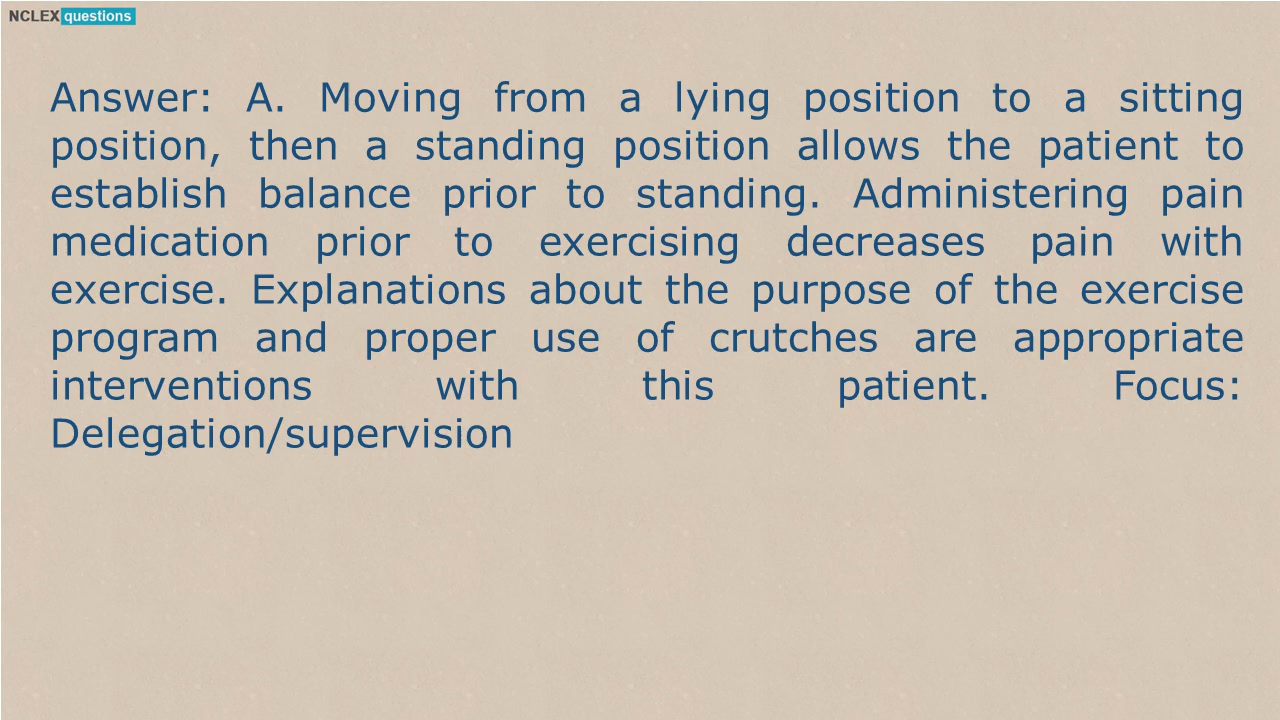 NCLEX questions
Answer: A. Moving from a lying position to a sitting
position, then a standing position allows the patient to
establish balance prior to standing. Administering pain
medication prior to exercising decreases pain with
exercise. Explanations about the purpose of the exercise
program and proper use of crutches are appropriate
interventions with this patient. Focus:
Delegation/supervision